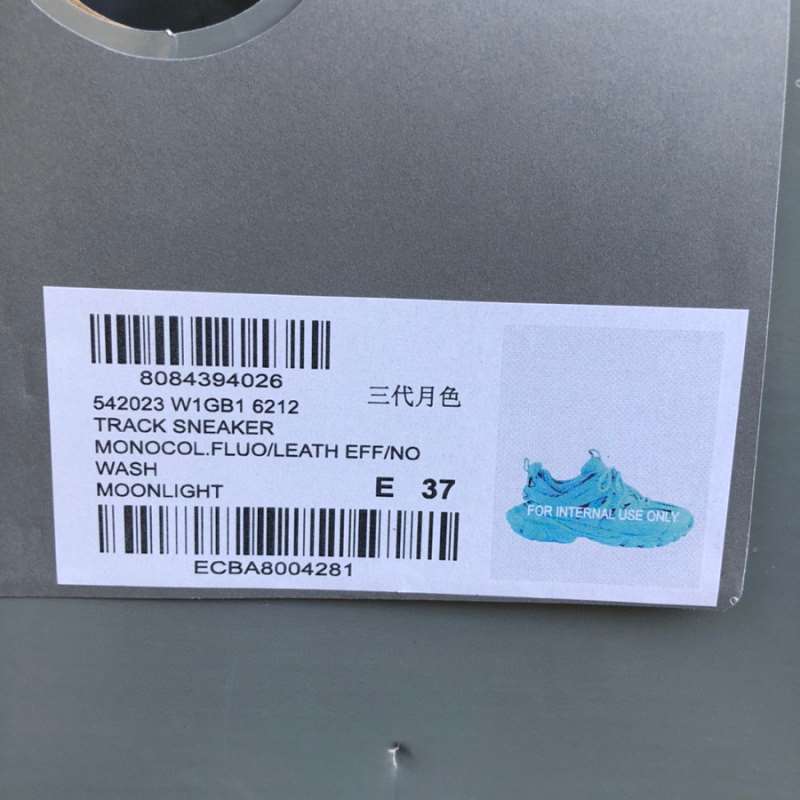 8084394026
542023 W1GB1 6212
三代月色
TRACK SNEAKER
MONOCOL.FLUO/LEATH EFF/NO
WASH
MOONLIGHT
E 37
ECBA8004281
FOR INTERNAL USE ONLY